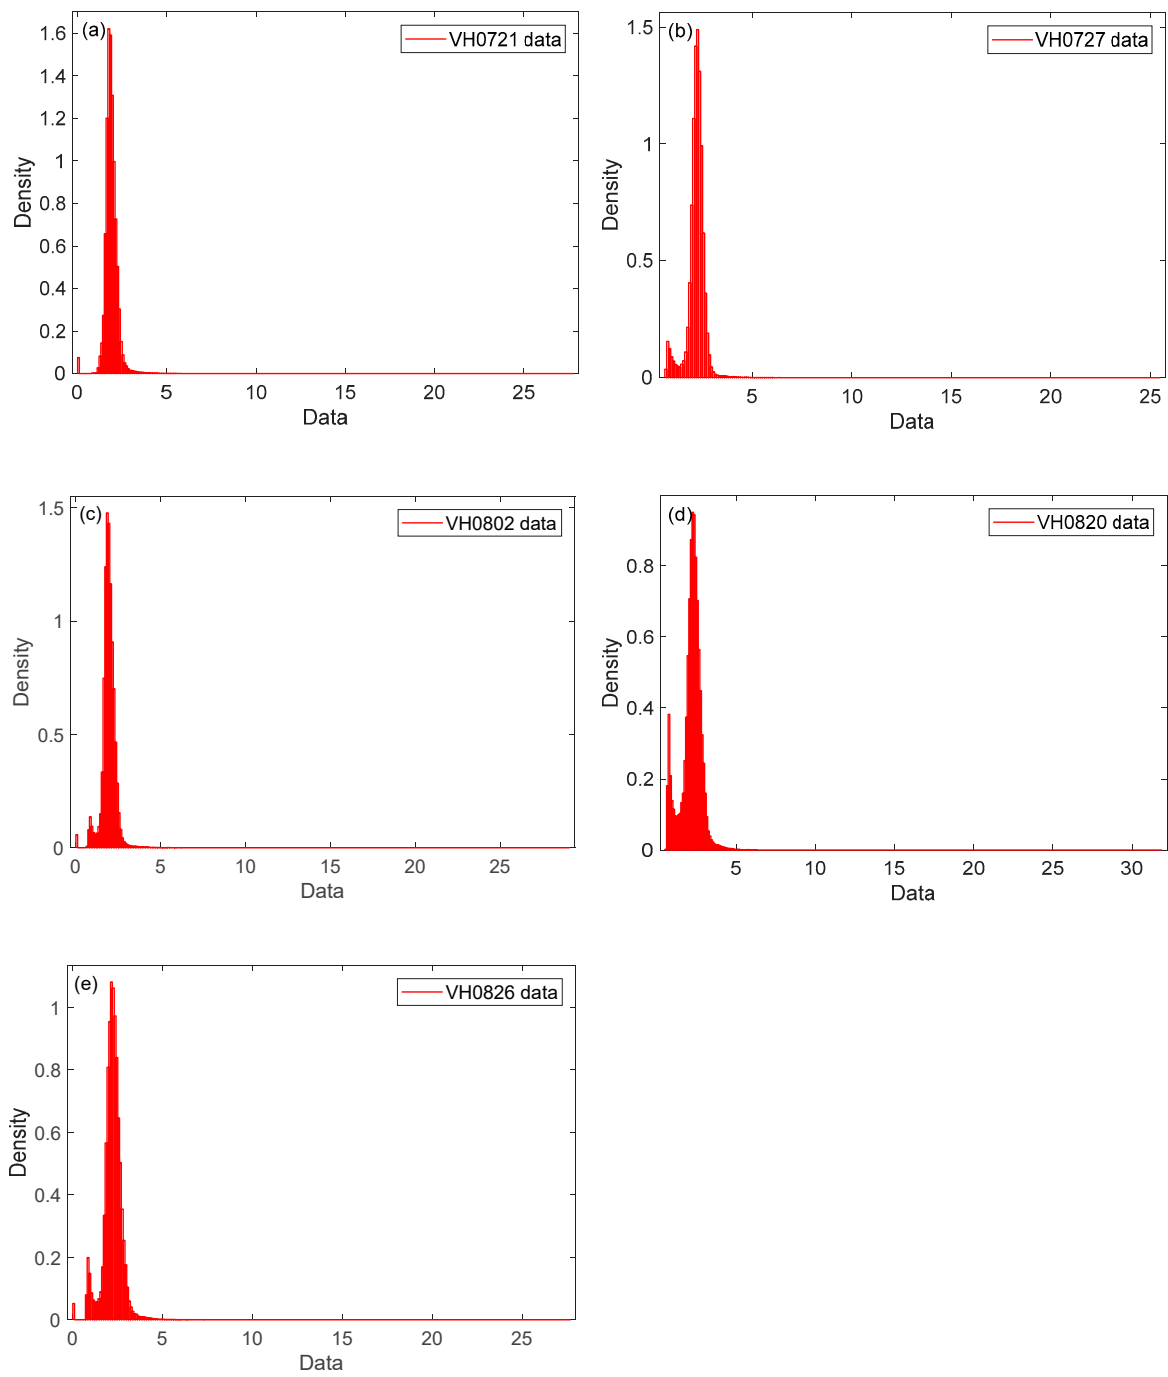 (a)
VH0721 data
1.6
1.4
1.2
1
0.8
0.6
0.4
0.2
0
Density
0 5 10 15 20 25
Data
(b)
VH0727 data
1.5
1
0.5
0
Density
5 10 15 20 25
Data
(c)
VH0802 data
1.5
1
0.5
0
Density
0 5 10 15 20 25
Data
(d)
VH0820 data
0.8
0.6
0.4
0.2
0
Density
5 10 15 20 25 30
Data
(e)
VH0826 data
1
0.8
0.6
0.4
0.2
0
Density
0 5 10 15 20 25
Data